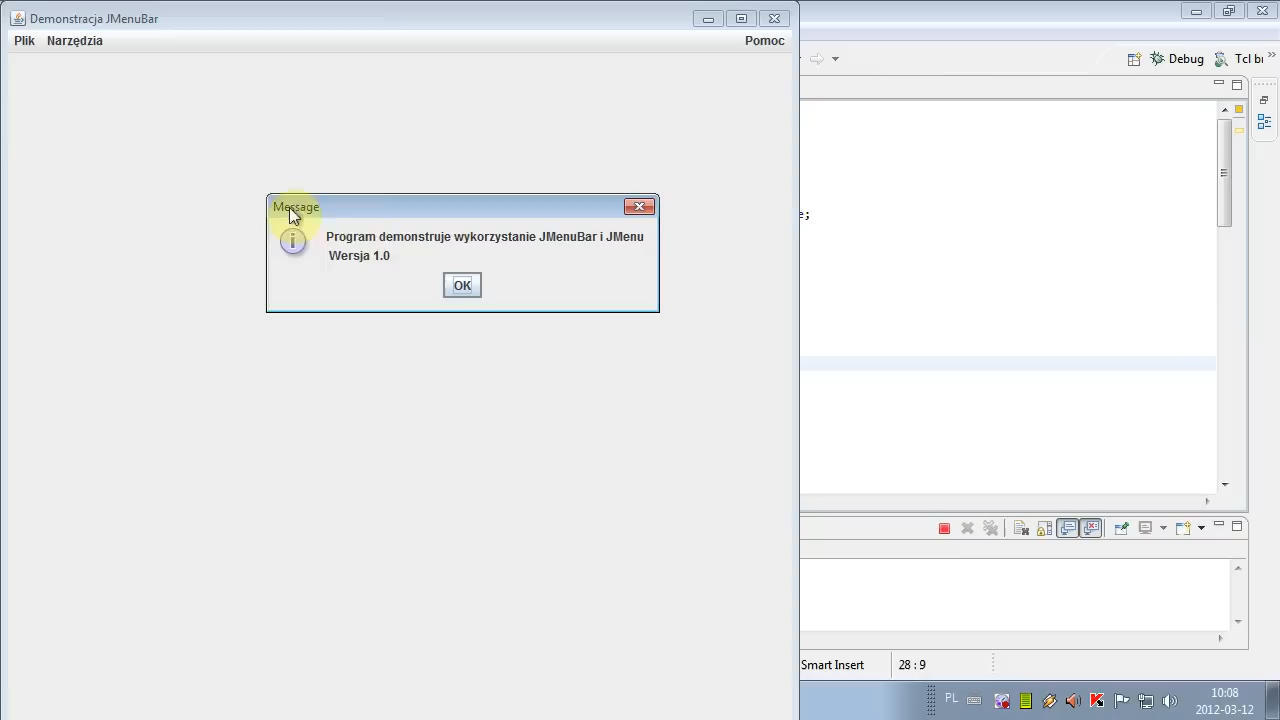 Demonstracja JMenuBar
Plik Narzędzia Pomoc
Debug
Message
e;
Program demonstruje wykorzystanie JMenuBar i JMenu
Wersja 1.0
OK
Smart Insert 28 : 9
PL
10:08
2012-03-12